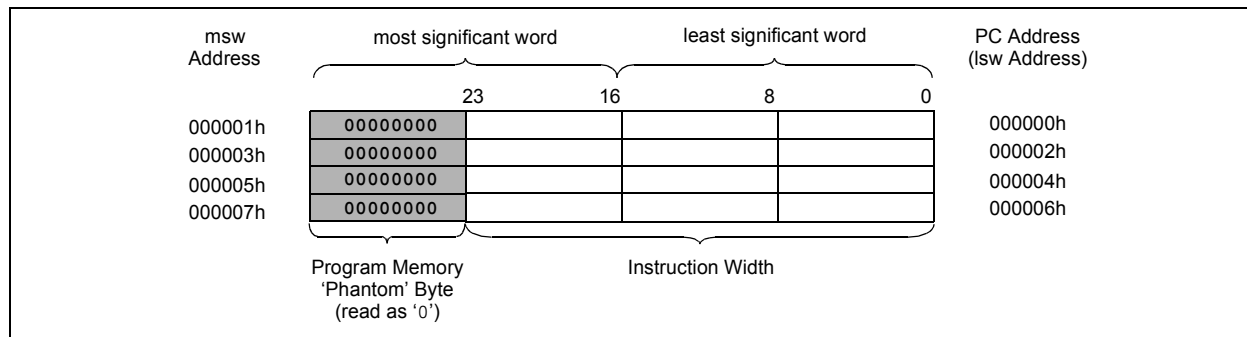 msw
Address
most significant word
least significant word
PC Address
(lsw Address)
23 16 8 0
000001h 00000000 000000h
000003h 00000000 000002h
000005h 00000000 000004h
000007h 00000000 000006h
Program Memory
‘Phantom’ Byte
(read as ‘0’)
Instruction Width